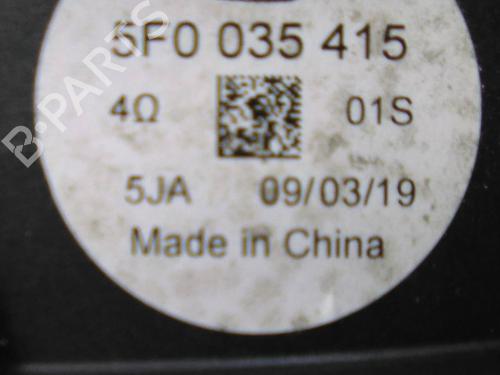 5F0 035 415
4Ω 01S
5JA 09/03/19
Made in China
B-PARTS